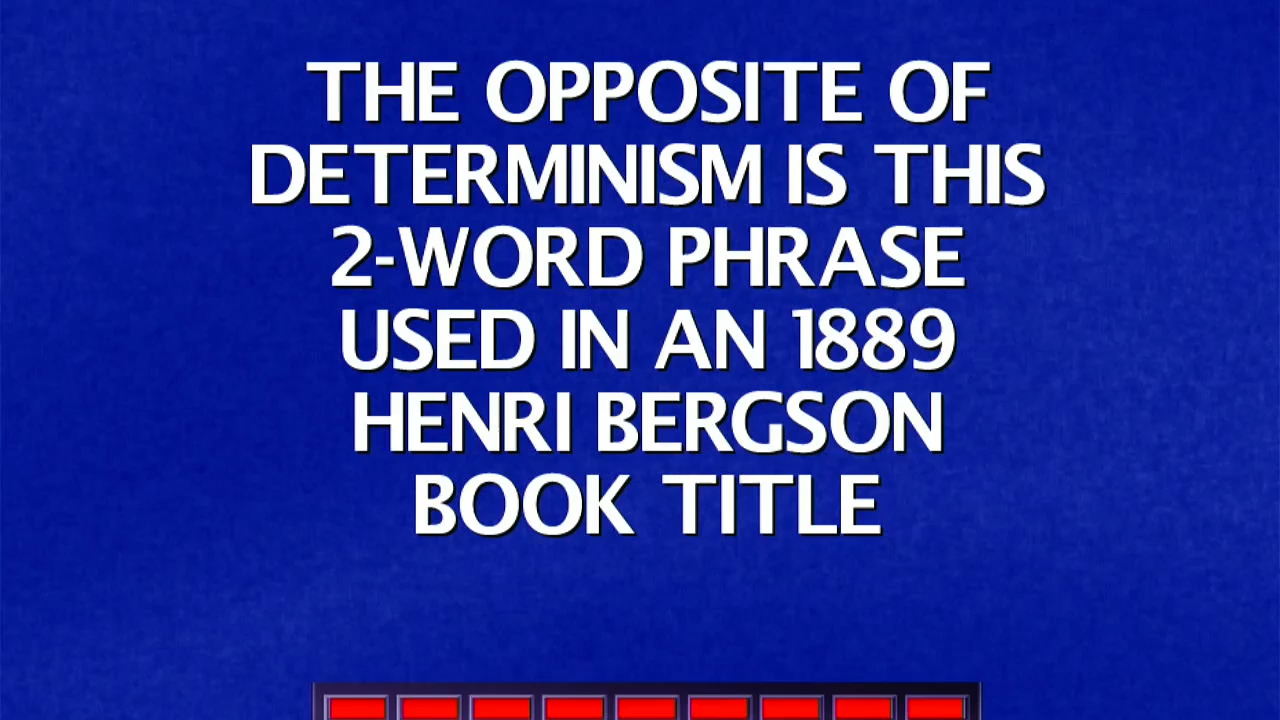 THE OPPOSITE OF
DETERMINISM IS THIS
2-WORD PHRASE
USED IN AN 1889
HENRI BERGSON
BOOK TITLE